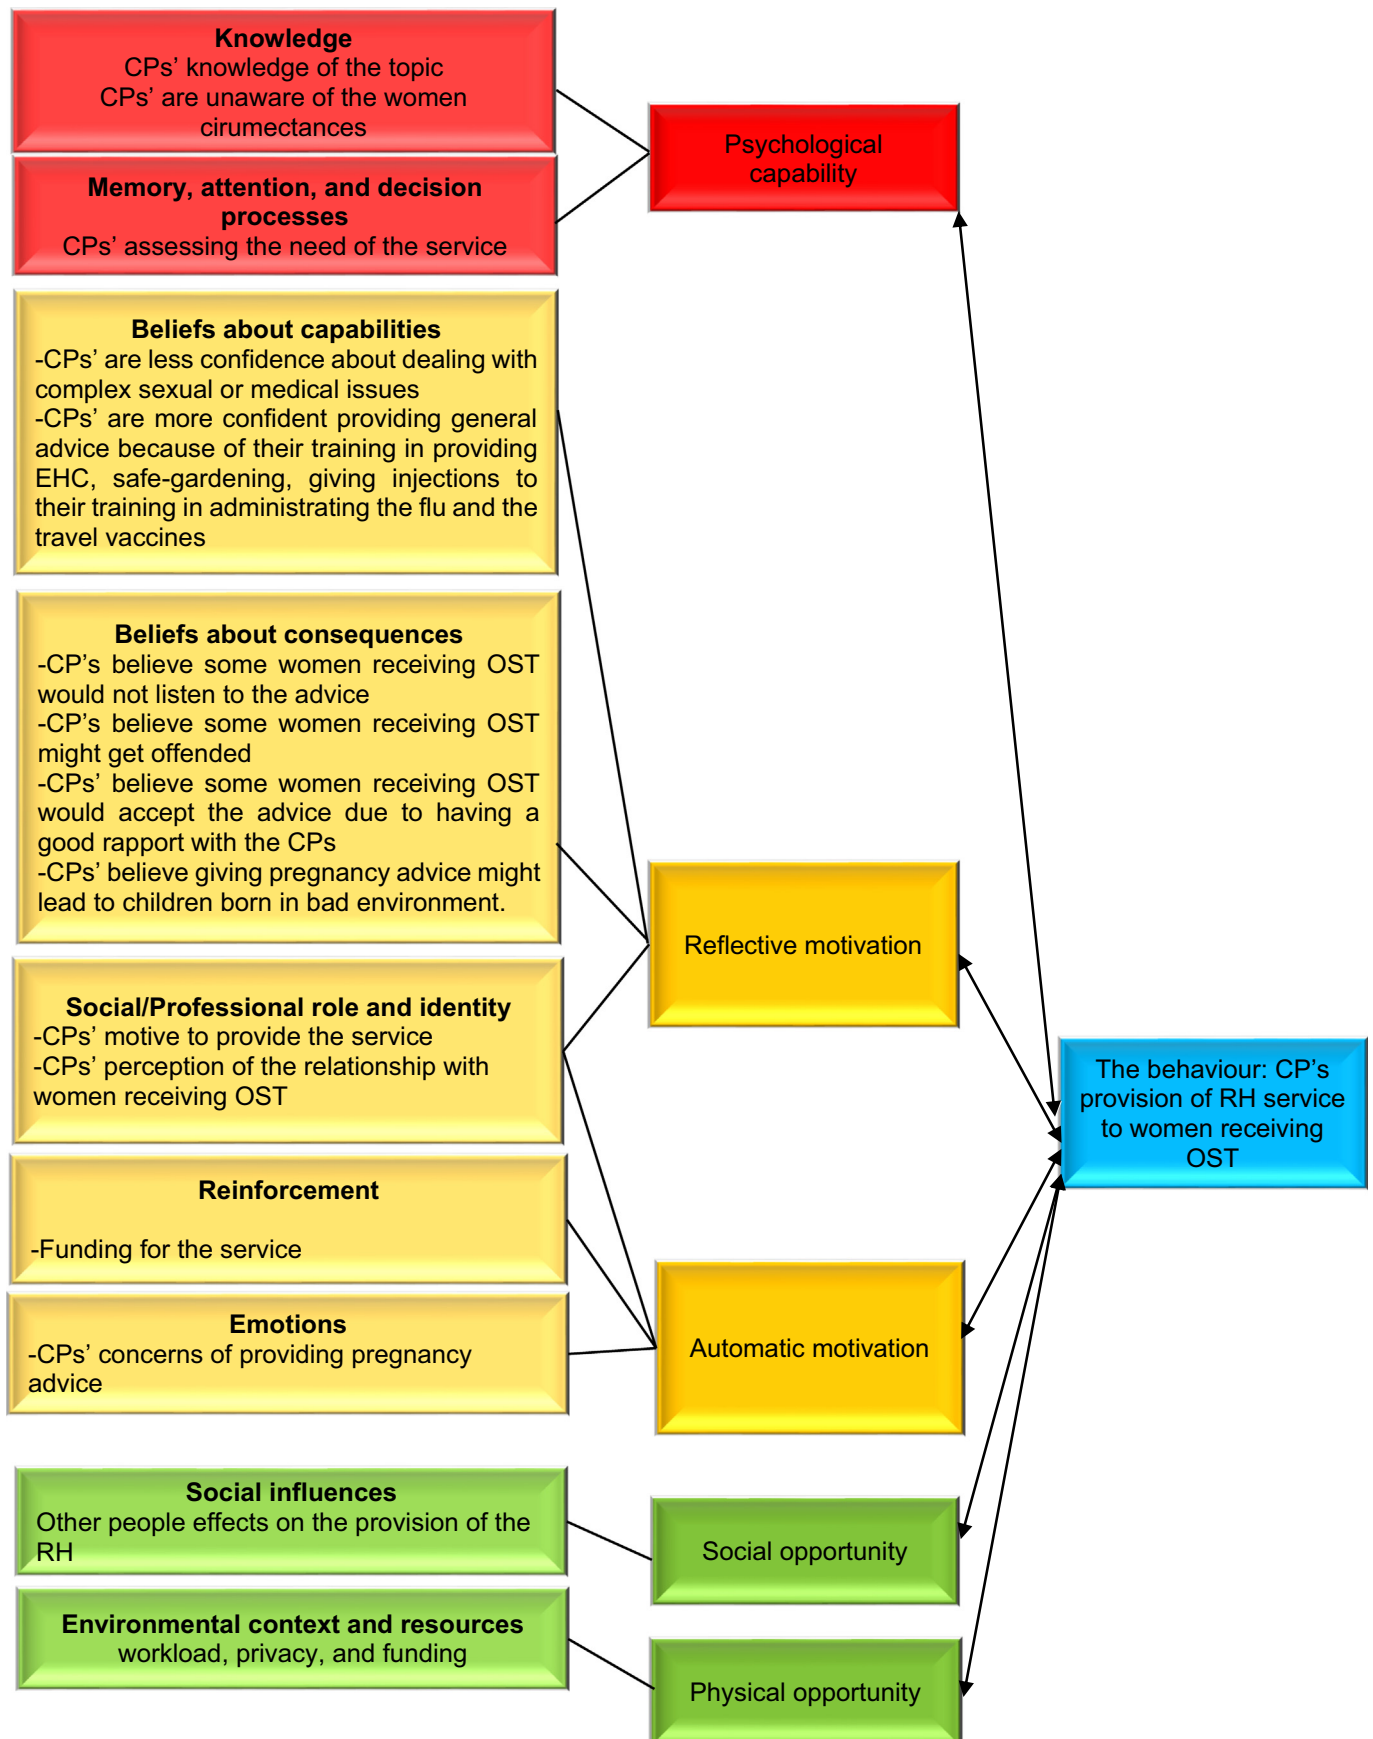 Knowledge
CPs’ knowledge of the topic
CPs’ are unaware of the women
cirumectances
Psychological
capability
Memory, attention, and decision
processes
CPs’ assessing the need of the service
Beliefs about capabilities
-CPs’ are less confidence about dealing with
complex sexual or medical issues
-CPs’ are more confident providing general
advice because of their training in providing
EHC, safe-gardening, giving injections to
their training in administrating the flu and the
travel vaccines
Beliefs about consequences
-CP’s believe some women receiving OST
would not listen to the advice
-CP’s believe some women receiving OST
might get offended
-CPs’ believe some women receiving OST
would accept the advice due to having a
good rapport with the CPs
-CPs’ believe giving pregnancy advice might
lead to children born in bad environment.
Reflective motivation
Social/Professional role and identity
-CPs’ motive to provide the service
-CPs’ perception of the relationship with
women receiving OST
The behaviour: CP’s
provision of RH service
to women receiving
OST
Reinforcement
-Funding for the service
Emotions
-CPs’ concerns of providing pregnancy
advice
Automatic motivation
Social influences
Other people effects on the provision of the
RH
Social opportunity
Environmental context and resources
workload, privacy, and funding
Physical opportunity